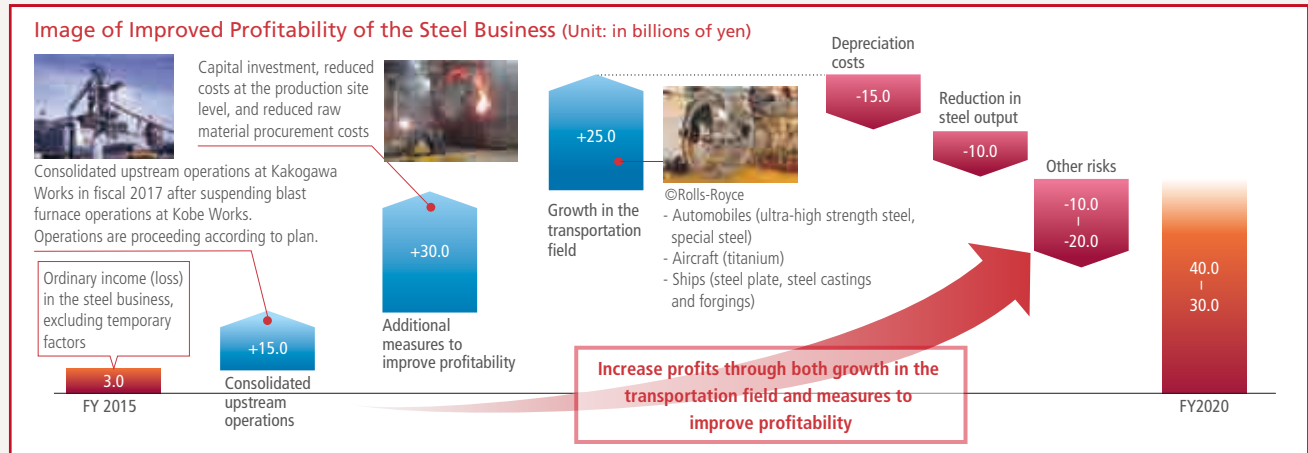 Image of Improved Profitability of the Steel Business (Unit: in billions of yen)
Capital investment, reduced
costs at the production site
level, and reduced raw
material procurement costs
Consolidated upstream operations at Kakogawa
Works in fiscal 2017 after suspending blast
furnace operations at Kobe Works.
Operations are proceeding according to plan.
Ordinary income (loss)
in the steel business,
excluding temporary
factors
3.0
FY 2015
+15.0
Consolidated
upstream
operations
+30.0
Additional
measures to
improve profitability
+25.0
Growth in the
transportation
field
©Rolls-Royce
- Automobiles (ultra-high strength steel,
special steel)
- Aircraft (titanium)
- Ships (steel plate, steel castings
and forgings)
Depreciation
costs
-15.0
Reduction in
steel output
-10.0
Other risks
-10.0
–
-20.0
40.0
–
30.0
FY2020
Increase profits through both growth in the
transportation field and measures to
improve profitability